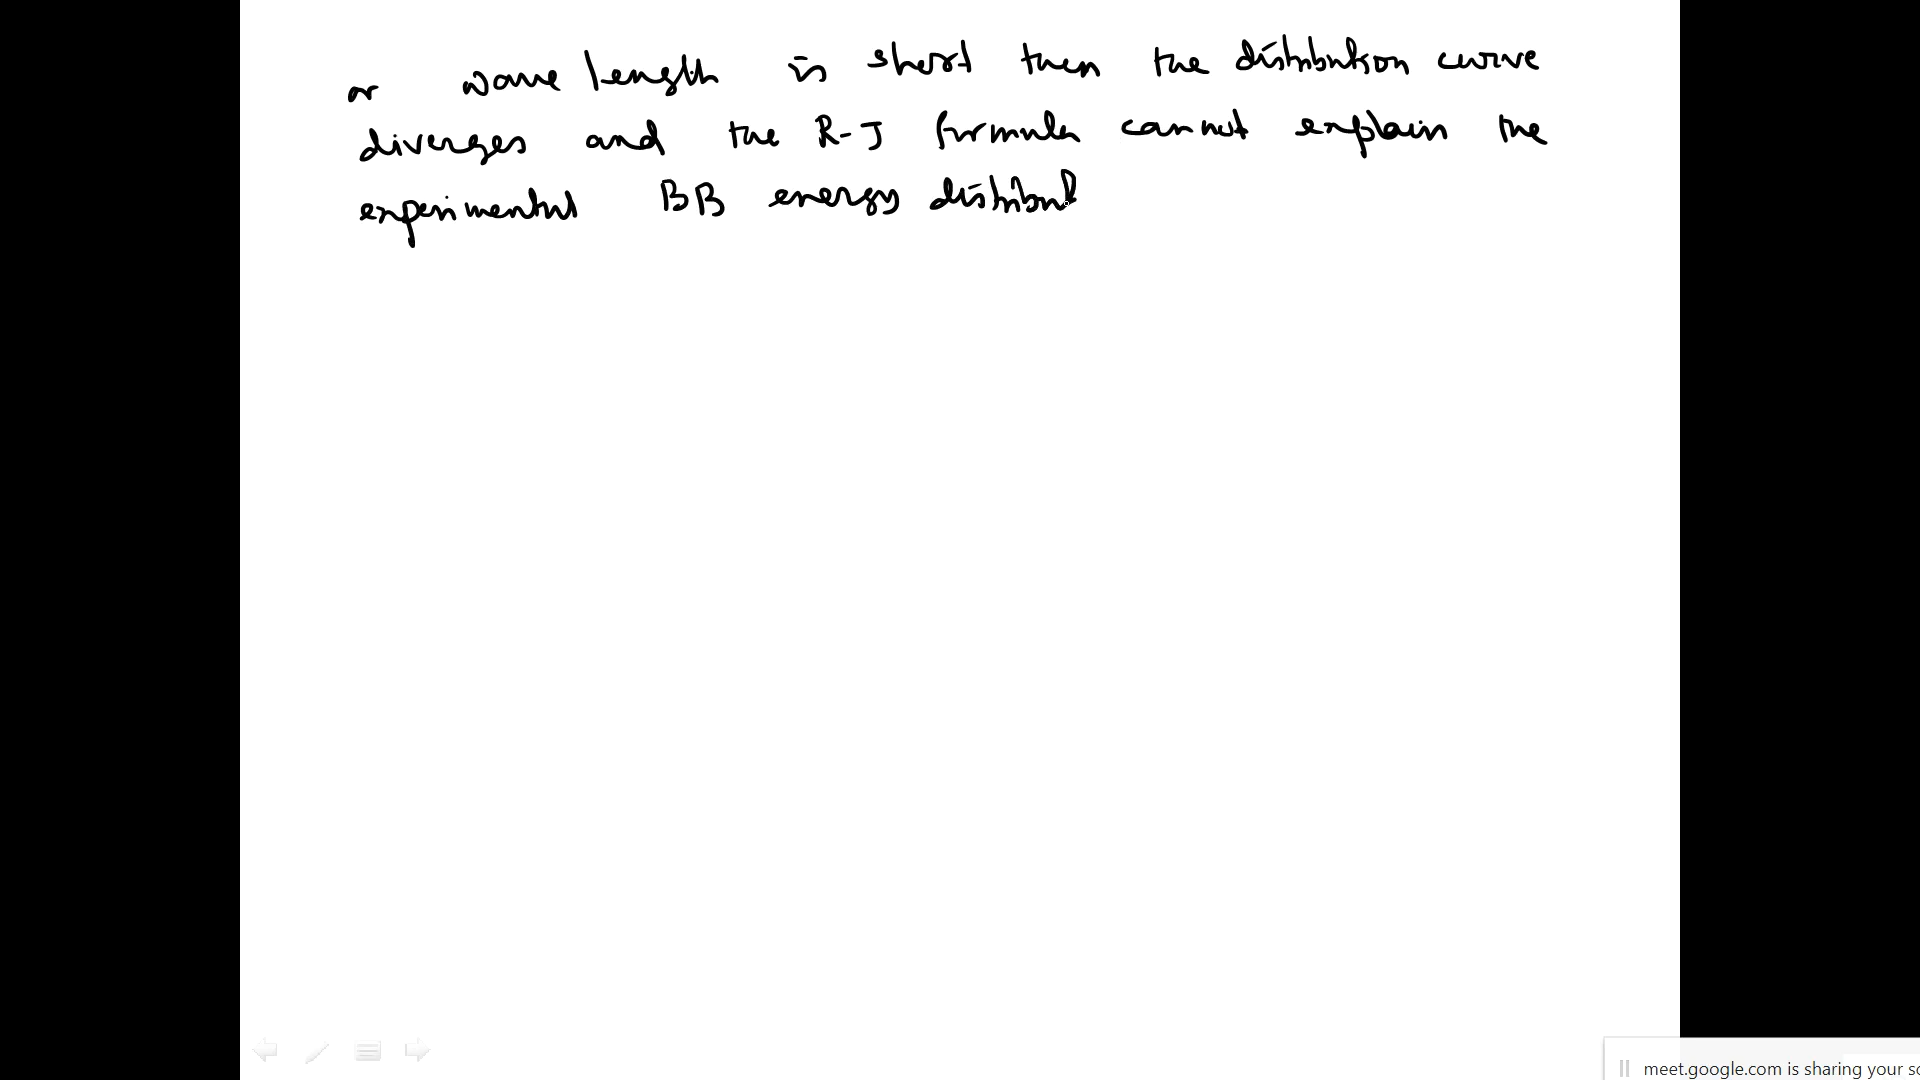 or wave length is short then the distribution curve
diverges and the R-J formula cannot explain the
experimental BB energy distribut
meet.google.com is sharing your sc